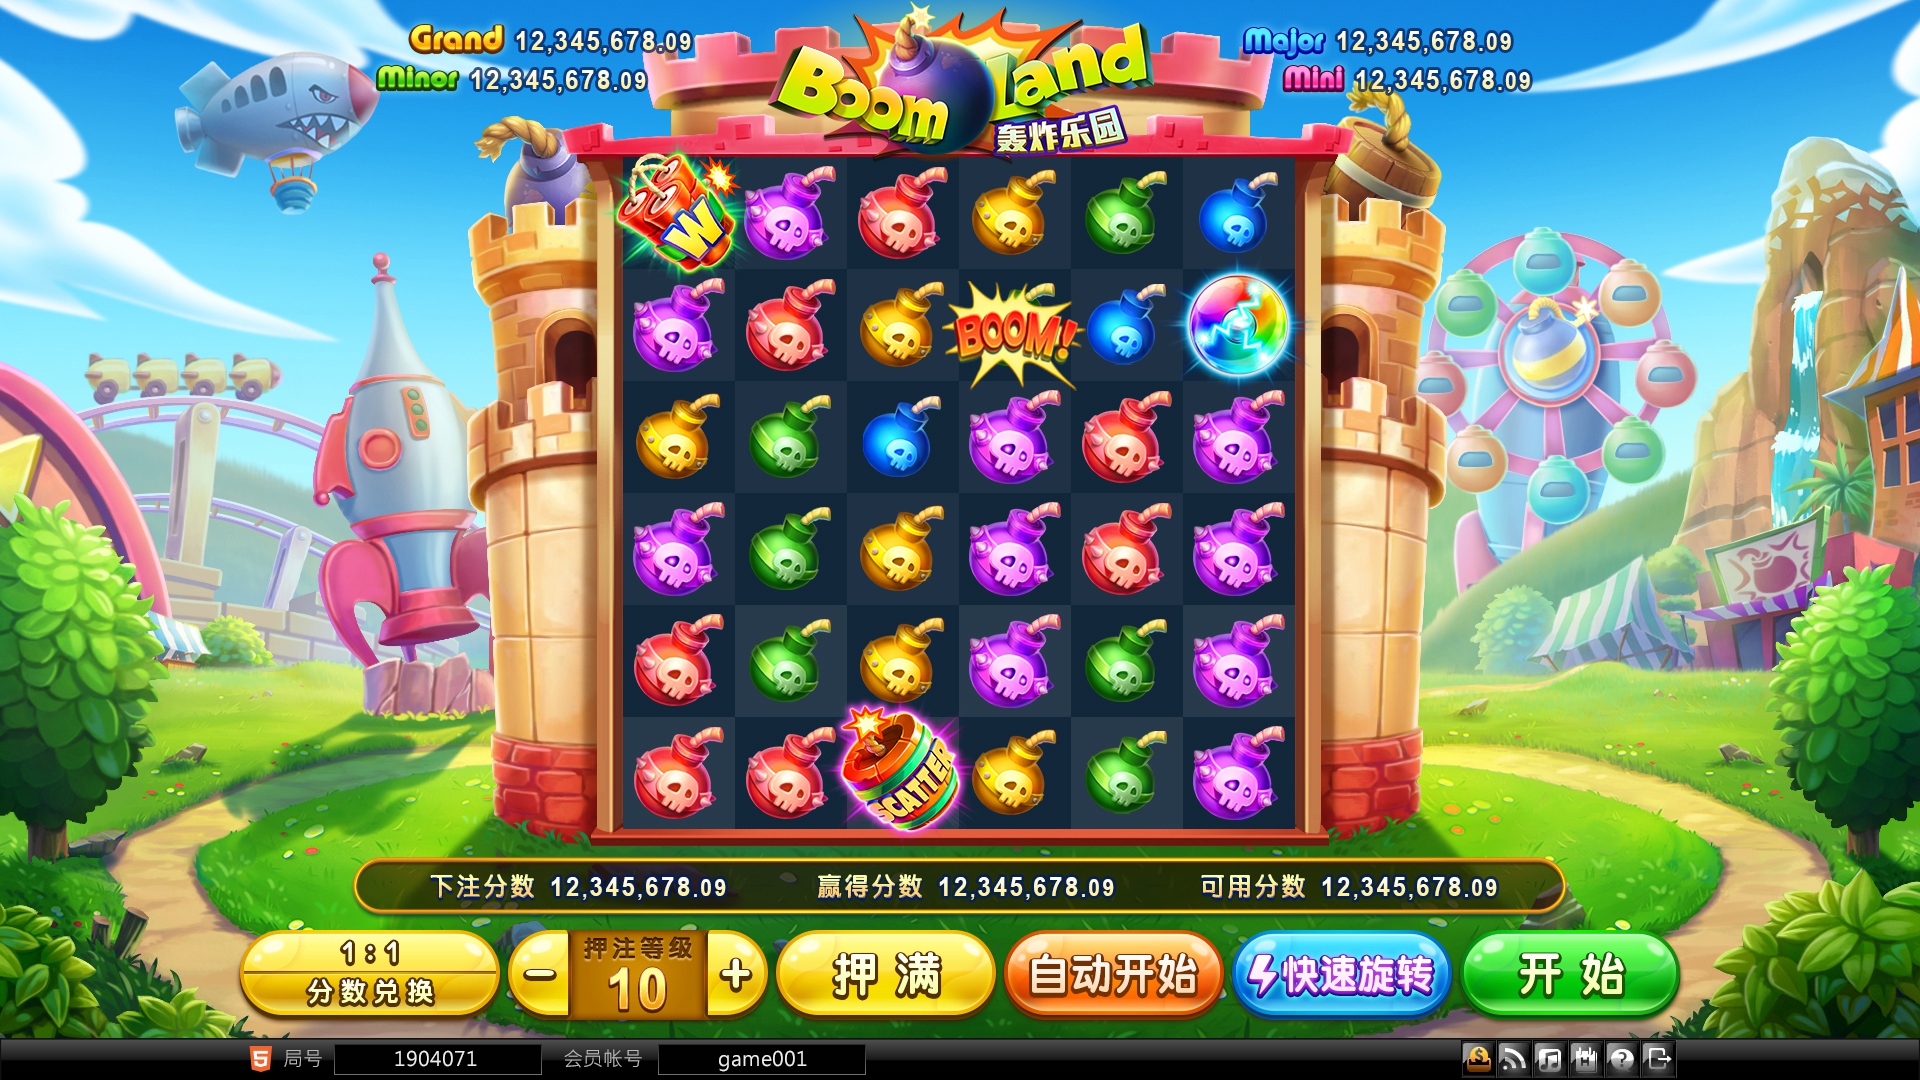 Grand 12,345,678.09
Minor 12,345,678.09
Boom Land
轰炸乐园
Major 12,345,678.09
Mini 12,345,678.09
W
BOOM!
SCATTER
下注分数 12,345,678.09 赢得分数 12,345,678.09 可用分数 12,345,678.09
1:1
分数兑换
− 押注等级 +
10
押满
自动开始
快速旋转
开始
5 局号 1904071 会员帐号 game001